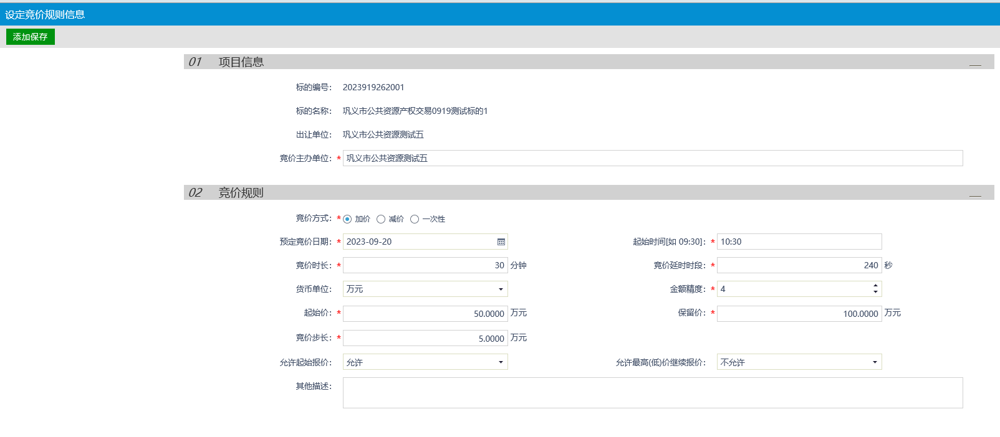 设定竞价规则信息
添加保存
01 项目信息
标的编号： 2023919262001
标的名称： 巩义市公共资源产权交易0919测试标的1
出让单位： 巩义市公共资源测试五
竞价主办单位：* 巩义市公共资源测试五
02 竞价规则
竞价方式：* 加价 减价 一次性
预定竞价日期：* 2023-09-20 起始时间[如 09:30]：* 10:30
竞价时长：* 30 分钟 竞价延时时段：* 240 秒
货币单位： 万元 金额精度：* 4
起始价：* 50.0000 万元 保留价：* 100.0000 万元
竞价步长：* 5.0000 万元
允许起始报价： 允许 允许最高(低)价继续报价： 不允许
其他描述：